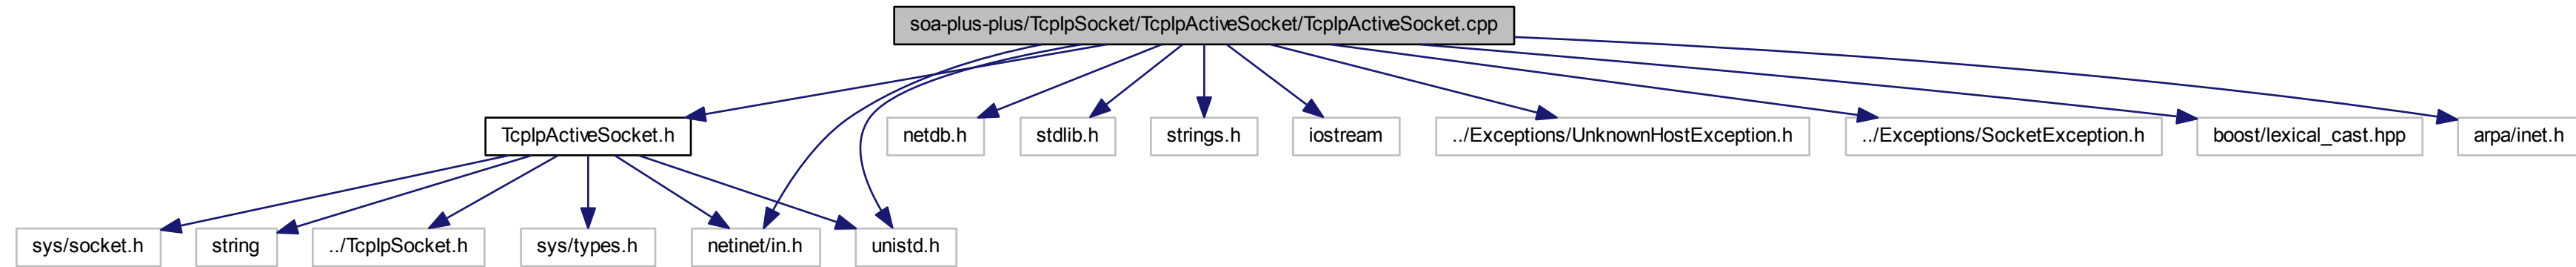 soa-plus-plus/TcpIpSocket/TcpIpActiveSocket/TcpIpActiveSocket.cpp
TcpIpActiveSocket.h
netdb.h
stdlib.h
strings.h
iostream
../Exceptions/UnknownHostException.h
../Exceptions/SocketException.h
boost/lexical_cast.hpp
arpa/inet.h
sys/socket.h
string
../TcpIpSocket.h
sys/types.h
netinet/in.h
unistd.h